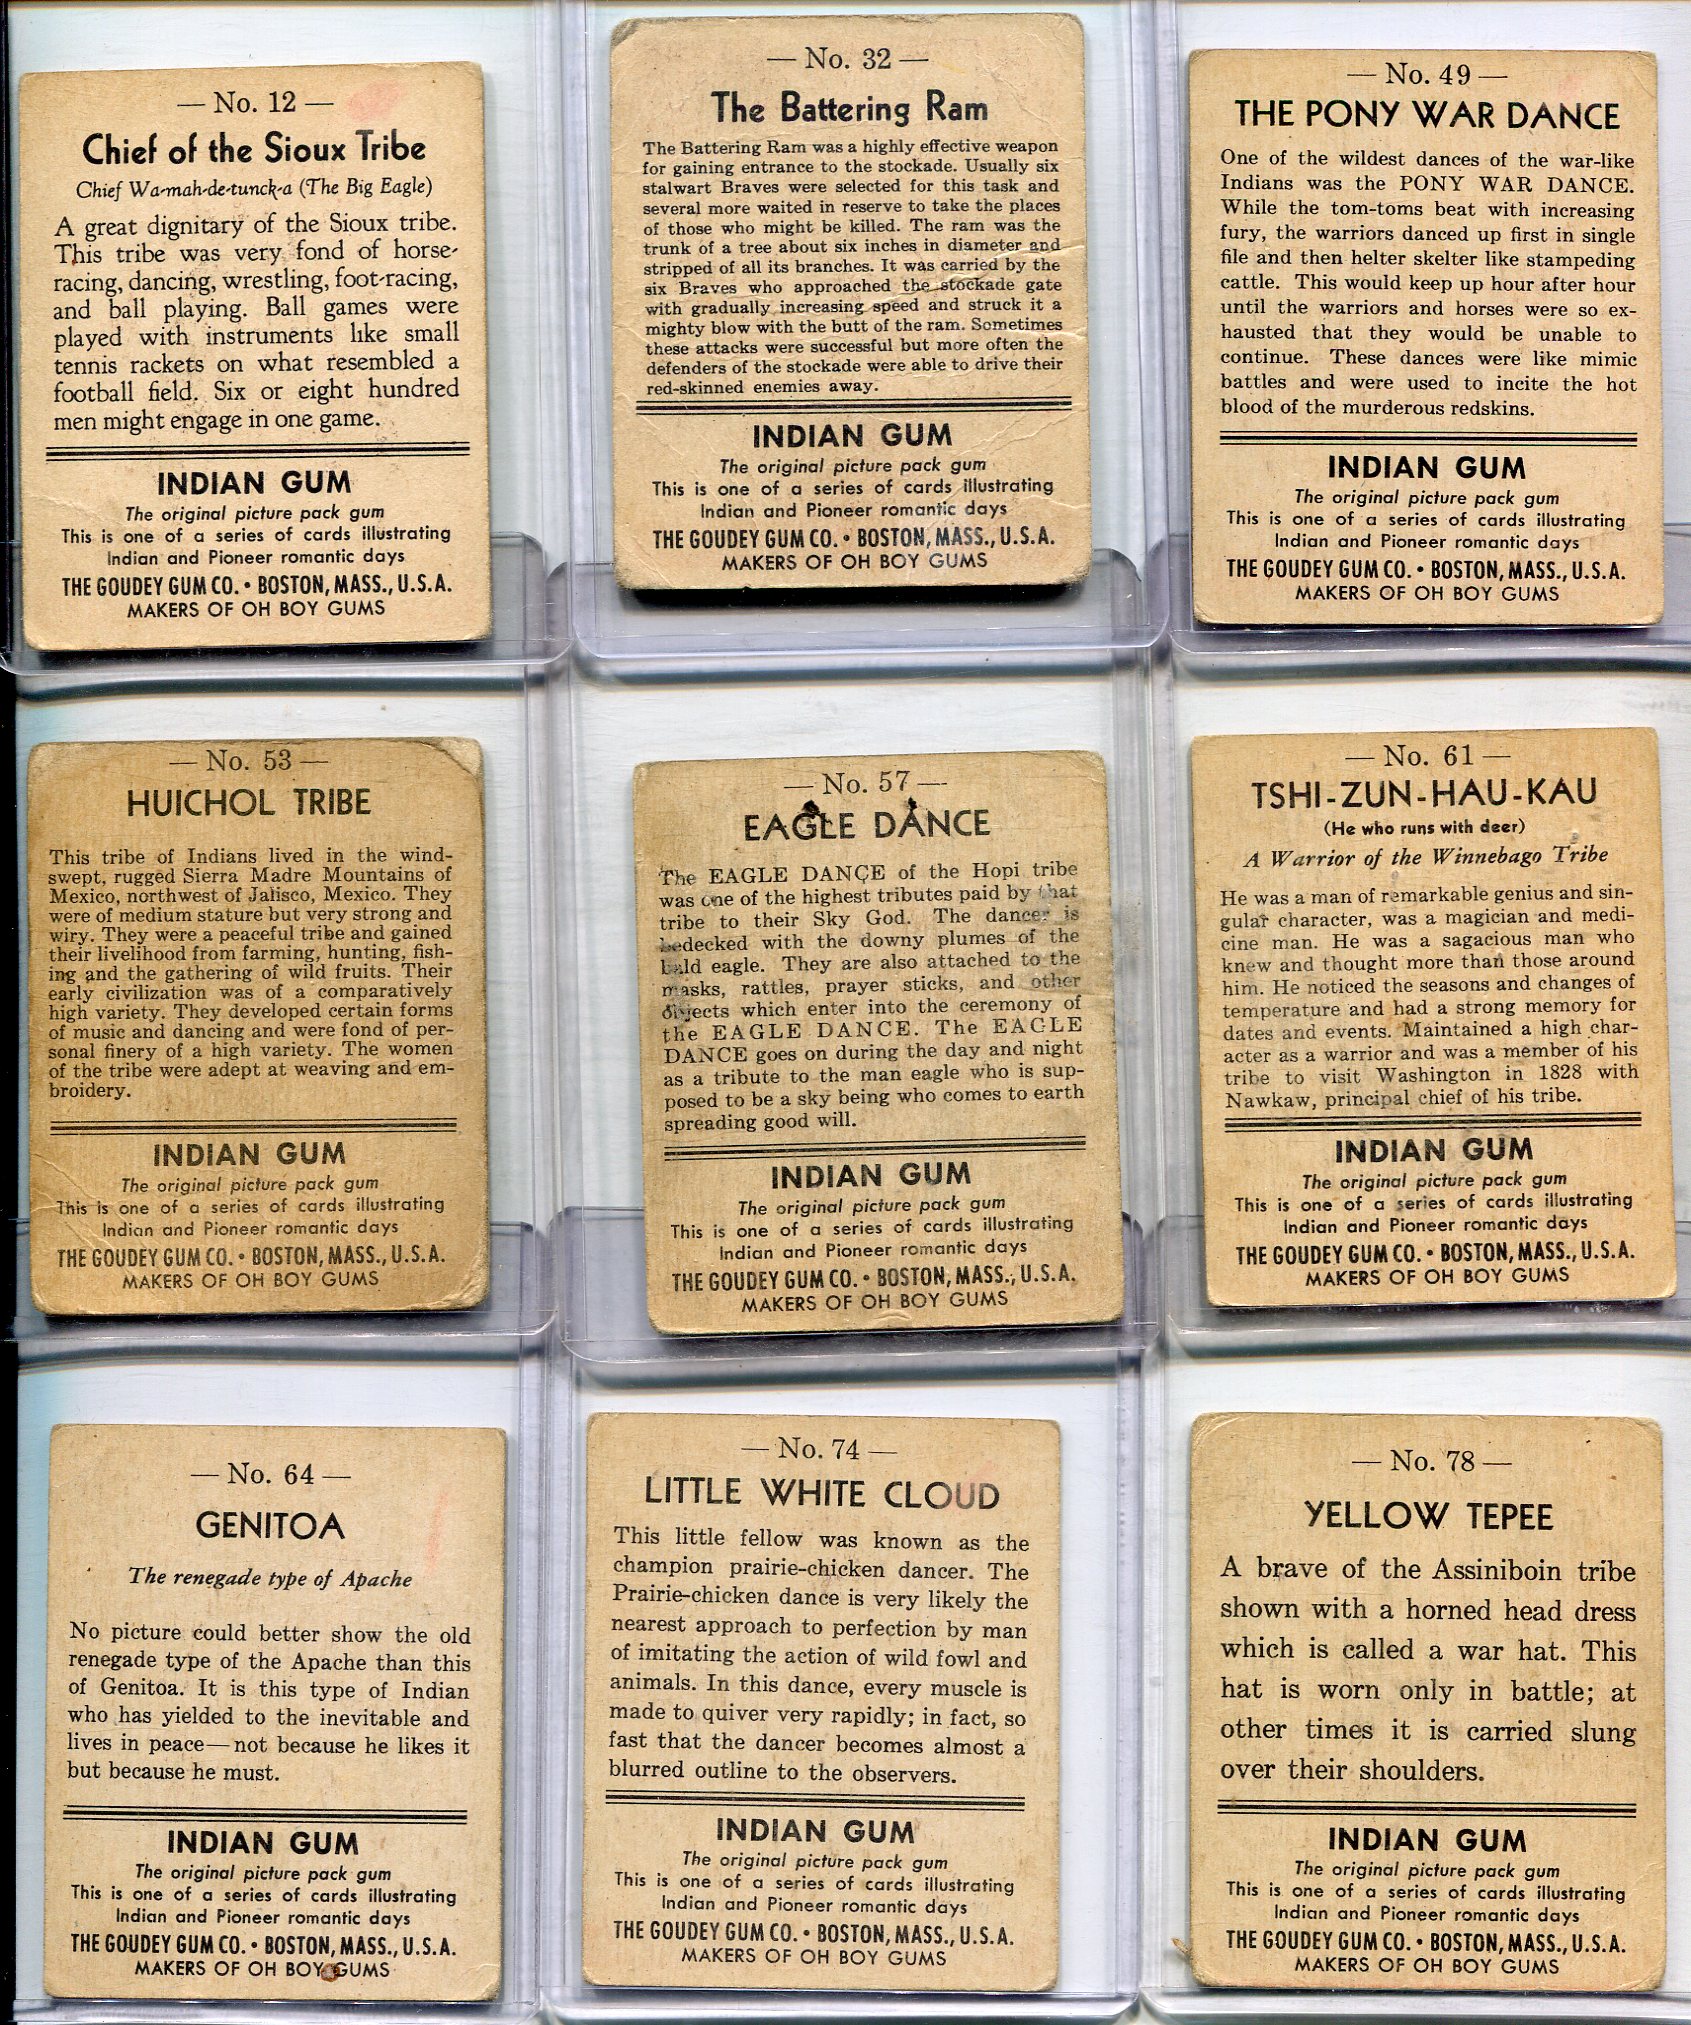 — No. 12 —
Chief of the Sioux Tribe
Chief Wa-mah-de-tunck-a (The Big Eagle)
A great dignitary of the Sioux tribe.
This tribe was very fond of horse-
racing, dancing, wrestling, foot-racing,
and ball playing. Ball games were
played with instruments like small
tennis rackets on what resembled a
football field. Six or eight hundred
men might engage in one game.
INDIAN GUM
The original picture pack gum
This is one of a series of cards illustrating
Indian and Pioneer romantic days
THE GOUDEY GUM CO. • BOSTON, MASS., U.S.A.
MAKERS OF OH BOY GUMS
— No. 32 —
The Battering Ram
The Battering Ram was a highly effective weapon
for gaining entrance to the stockade. Usually six
stalwart Braves were selected for this task and
several more waited in reserve to take the places
of those who might be killed. The ram was the
trunk of a tree about six inches in diameter and
stripped of all its branches. It was carried by the
six Braves who approached the stockade gate
with gradually increasing speed and struck it a
mighty blow with the butt of the ram. Sometimes
these attacks were successful but more often the
defenders of the stockade were able to drive their
red-skinned enemies away.
INDIAN GUM
The original picture pack gum
This is one of a series of cards illustrating
Indian and Pioneer romantic days
THE GOUDEY GUM CO. • BOSTON, MASS., U.S.A.
MAKERS OF OH BOY GUMS
— No. 49 —
THE PONY WAR DANCE
One of the wildest dances of the war-like
Indians was the PONY WAR DANCE.
While the tom-toms beat with increasing
fury, the warriors danced up first in single
file and then helter skelter like stampeding
cattle. This would keep up hour after hour
until the warriors and horses were so ex-
hausted that they would be unable to
continue. These dances were like mimic
battles and were used to incite the hot
blood of the murderous redskins.
INDIAN GUM
The original picture pack gum
This is one of a series of cards illustrating
Indian and Pioneer romantic days
THE GOUDEY GUM CO. • BOSTON, MASS., U.S.A.
MAKERS OF OH BOY GUMS
— No. 53 —
HUICHOL TRIBE
This tribe of Indians lived in the wind-
swept, rugged Sierra Madre Mountains of
Mexico, northwest of Jalisco, Mexico. They
were of medium stature but very strong and
wiry. They were a peaceful tribe and gained
their livelihood from farming, hunting, fish-
ing and the gathering of wild fruits. Their
early civilization was of a comparatively
high variety. They developed certain forms
of music and dancing and were fond of per-
sonal finery of a high variety. The women
of the tribe were adept at weaving and em-
broidery.
INDIAN GUM
The original picture pack gum
This is one of a series of cards illustrating
Indian and Pioneer romantic days
THE GOUDEY GUM CO. • BOSTON, MASS., U.S.A.
MAKERS OF OH BOY GUMS
— No. 57 —
EAGLE DANCE
The EAGLE DANCE of the Hopi tribe
was one of the highest tributes paid by that
tribe to their Sky God. The dancer is
bedecked with the downy plumes of the
bald eagle. They are also attached to the
masks, rattles, prayer sticks, and other
objects which enter into the ceremony of
the EAGLE DANCE. The EAGLE
DANCE goes on during the day and night
as a tribute to the man eagle who is sup-
posed to be a sky being who comes to earth
spreading good will.
INDIAN GUM
The original picture pack gum
This is one of a series of cards illustrating
Indian and Pioneer romantic days
THE GOUDEY GUM CO. • BOSTON, MASS., U.S.A.
MAKERS OF OH BOY GUMS
— No. 61 —
TSHI-ZUN-HAU-KAU
(He who runs with deer)
A Warrior of the Winnebago Tribe
He was a man of remarkable genius and sin-
gular character, was a magician and medi-
cine man. He was a sagacious man who
knew and thought more than those around
him. He noticed the seasons and changes of
temperature and had a strong memory for
dates and events. Maintained a high char-
acter as a warrior and was a member of his
tribe to visit Washington in 1828 with
Nawkaw, principal chief of his tribe.
INDIAN GUM
The original picture pack gum
This is one of a series of cards illustrating
Indian and Pioneer romantic days
THE GOUDEY GUM CO. • BOSTON, MASS., U.S.A.
MAKERS OF OH BOY GUMS
— No. 64 —
GENITOA
The renegade type of Apache
No picture could better show the old
renegade type of the Apache than this
of Genitoa. It is this type of Indian
who has yielded to the inevitable and
lives in peace—not because he likes it
but because he must.
INDIAN GUM
The original picture pack gum
This is one of a series of cards illustrating
Indian and Pioneer romantic days
THE GOUDEY GUM CO. • BOSTON, MASS., U.S.A.
MAKERS OF OH BOY GUMS
— No. 74 —
LITTLE WHITE CLOUD
This little fellow was known as the
champion prairie-chicken dancer. The
Prairie-chicken dance is very likely the
nearest approach to perfection by man
of imitating the action of wild fowl and
animals. In this dance, every muscle is
made to quiver very rapidly; in fact, so
fast that the dancer becomes almost a
blurred outline to the observers.
INDIAN GUM
The original picture pack gum
This is one of a series of cards illustrating
Indian and Pioneer romantic days
THE GOUDEY GUM CO. • BOSTON, MASS., U.S.A.
MAKERS OF OH BOY GUMS
— No. 78 —
YELLOW TEPEE
A brave of the Assiniboin tribe
shown with a horned head dress
which is called a war hat. This
hat is worn only in battle; at
other times it is carried slung
over their shoulders.
INDIAN GUM
The original picture pack gum
This is one of a series of cards illustrating
Indian and Pioneer romantic days
THE GOUDEY GUM CO. • BOSTON, MASS., U.S.A.
MAKERS OF OH BOY GUMS